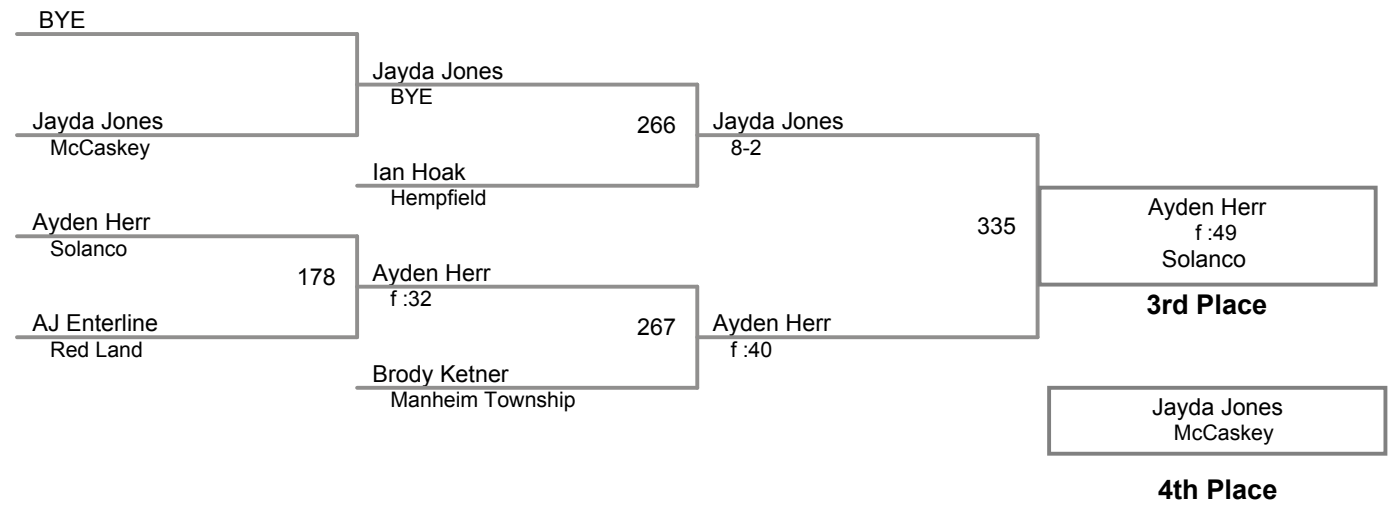 BYE
Jayda Jones
BYE
Jayda Jones
McCaskey
266
Jayda Jones
8-2
Ian Hoak
Hempfield
Ayden Herr
Solanco
335
Ayden Herr
f :49
Solanco
3rd Place
178
Ayden Herr
f :32
AJ Enterline
Red Land
267
Ayden Herr
f :40
Brody Ketner
Manheim Township
Jayda Jones
McCaskey
4th Place